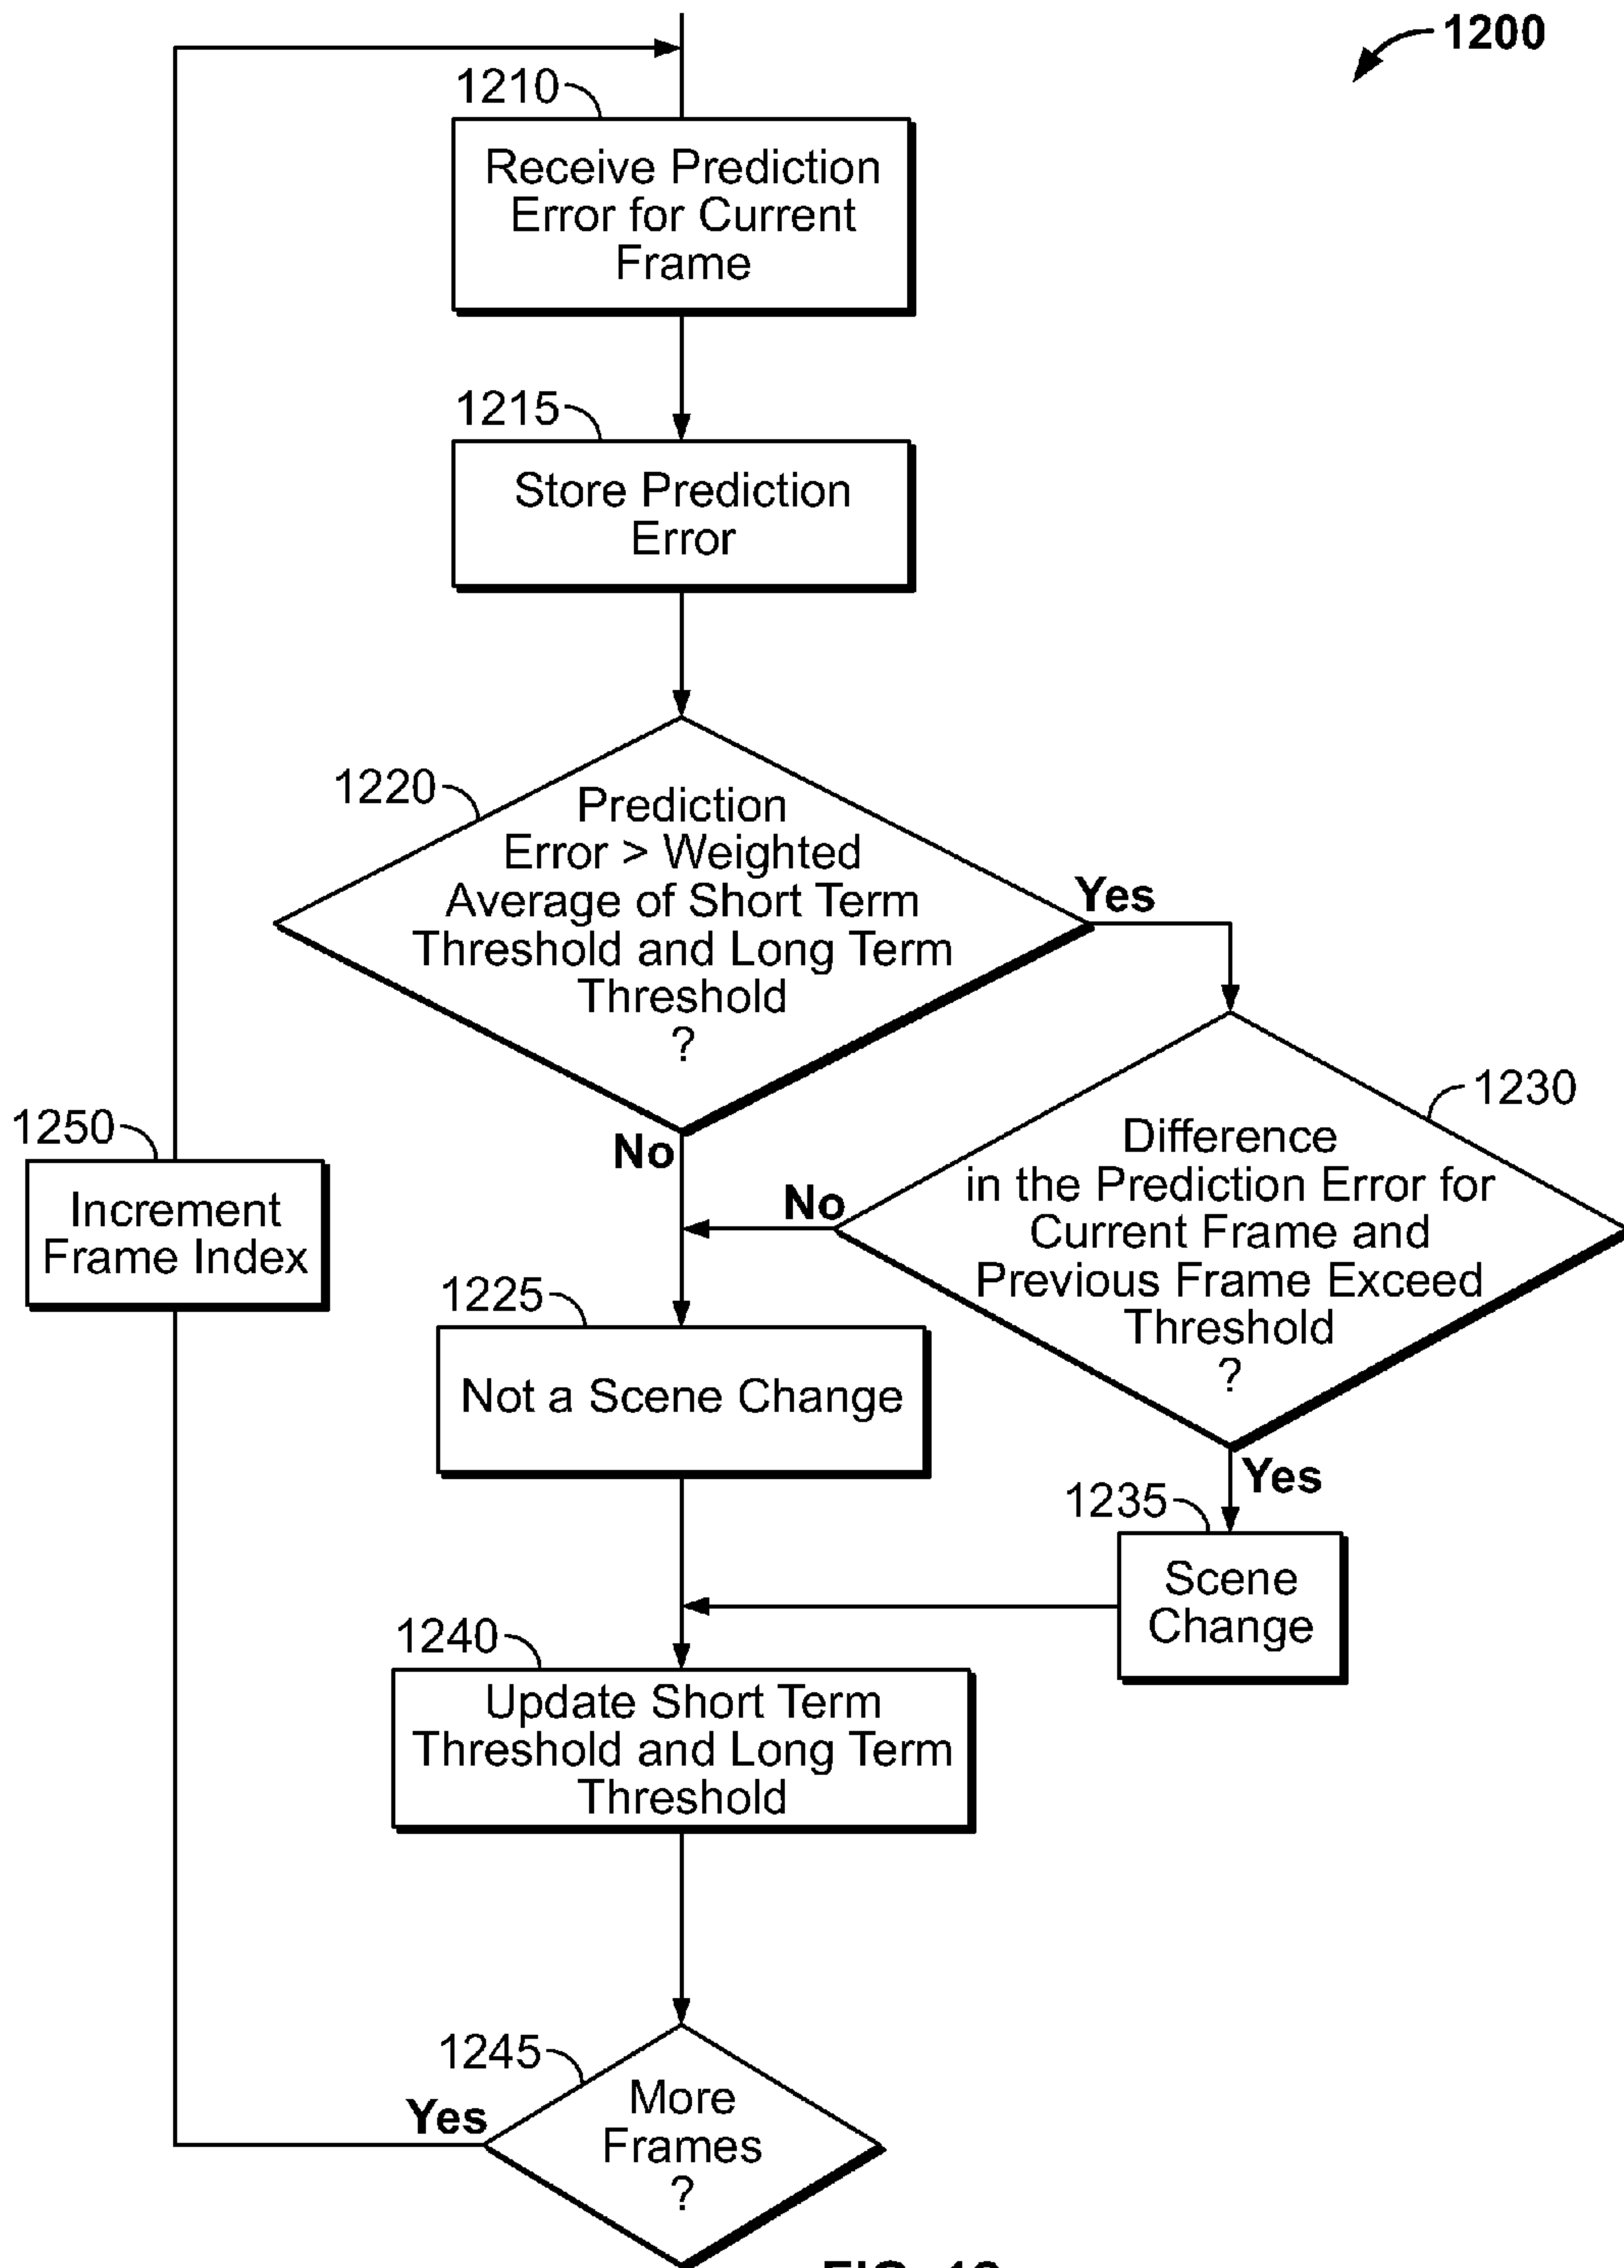 1200
1210
Receive Prediction
Error for Current
Frame
1215
Store Prediction
Error
1220
Prediction
Error > Weighted
Average of Short Term
Threshold and Long Term
Threshold
?
Yes
No
1230
Difference
in the Prediction Error for
Current Frame and
Previous Frame Exceed
Threshold
?
No
Yes
1250
Increment
Frame Index
1225
Not a Scene Change
1235
Scene
Change
1240
Update Short Term
Threshold and Long Term
Threshold
1245
More
Frames
?
Yes